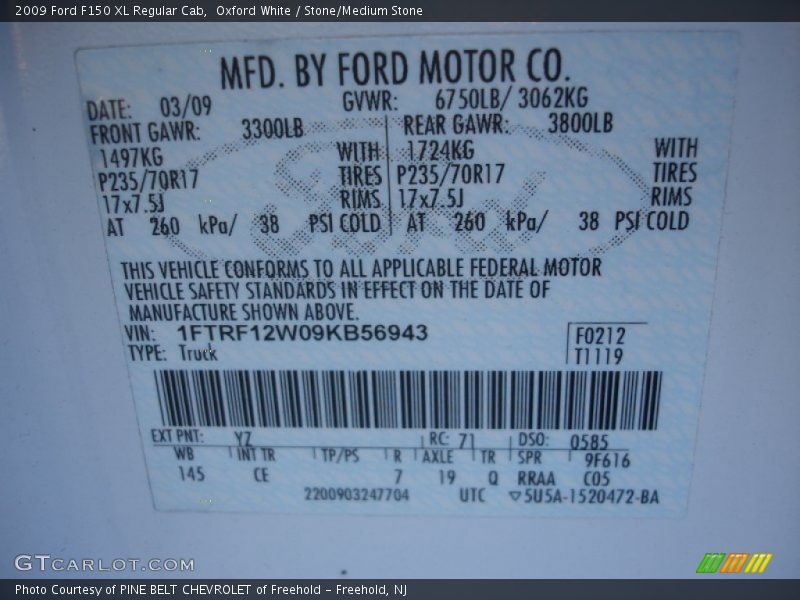 2009 Ford F150 XL Regular Cab, Oxford White / Stone/Medium Stone
MFD. BY FORD MOTOR CO.
DATE: 03/09 GVWR: 6750LB/ 3062KG
FRONT GAWR: 3300LB REAR GAWR: 3800LB
1497KG WITH 1724KG WITH
P235/70R17 TIRES P235/70R17 TIRES
17x7.5J RIMS 17x7.5J RIMS
AT 260 kPa/ 38 PSI COLD AT 260 kPa/ 38 PSI COLD
THIS VEHICLE CONFORMS TO ALL APPLICABLE FEDERAL MOTOR
VEHICLE SAFETY STANDARDS IN EFFECT ON THE DATE OF
MANUFACTURE SHOWN ABOVE.
VIN: 1FTRF12W09KB56943 F0212
TYPE: Truck T1119
EXT PNT: YZ RC: 71 DSO: 0585
WB INT TR TP/PS R AXLE TR SPR 9F616
145 CE 7 19 Q RRAA C05
2200903247704 UTC ▽5U5A-1520472-BA
GTCARLOT.COM
Photo Courtesy of PINE BELT CHEVROLET of Freehold - Freehold, NJ